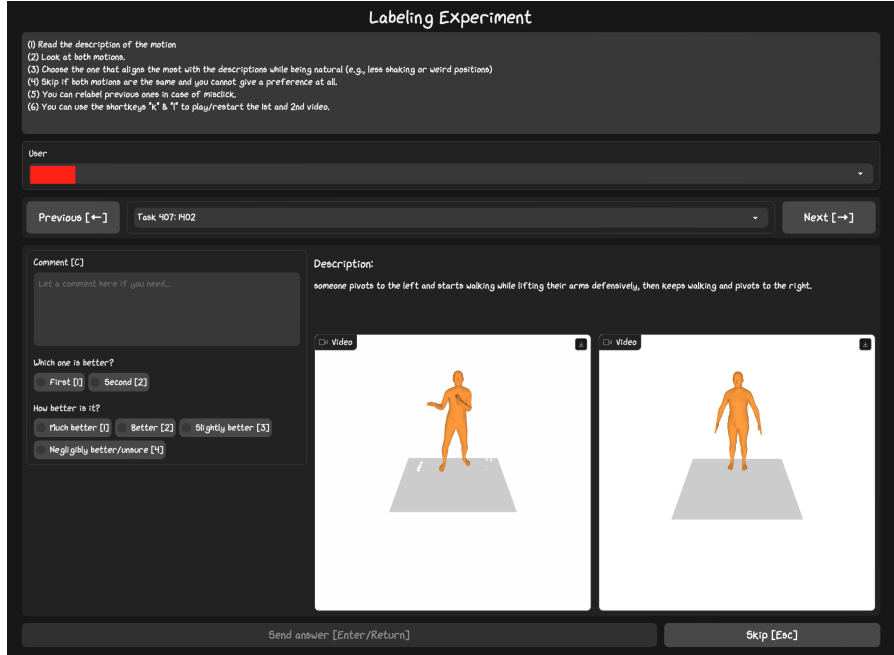 Labeling Experiment
(1) Read the description of the motion
(2) Look at both motions.
(3) Choose the one that aligns the most with the descriptions while being natural (e.g., less shaking or weird positions)
(4) Skip if both motions are the same and you cannot give a preference at all.
(5) You can relabel previous ones in case of misclick.
(6) You can use the shortkeys "k" & "l" to play/restart the 1st and 2nd video.
User
Previous [←]
Task 407: 1402
Next [→]
Comment [C]
Let a comment here if you need...
Which one is better?
First [1]
Second [2]
How better is it?
Much better [1]
Better [2]
Slightly better [3]
Negligibly better/unsure [4]
Description:
someone pivots to the left and starts walking while lifting their arms defensively, then keeps walking and pivots to the right.
Video
Video
Send answer [Enter/Return]
Skip [Esc]